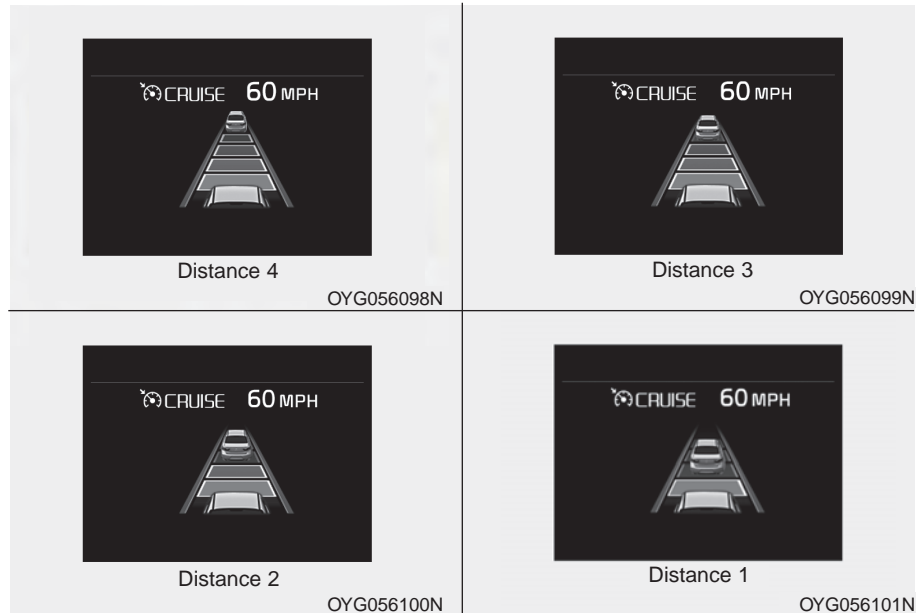 CRUISE 60 MPH
Distance 4
OYG056098N
CRUISE 60 MPH
Distance 3
OYG056099N
CRUISE 60 MPH
Distance 2
OYG056100N
CRUISE 60 MPH
Distance 1
OYG056101N